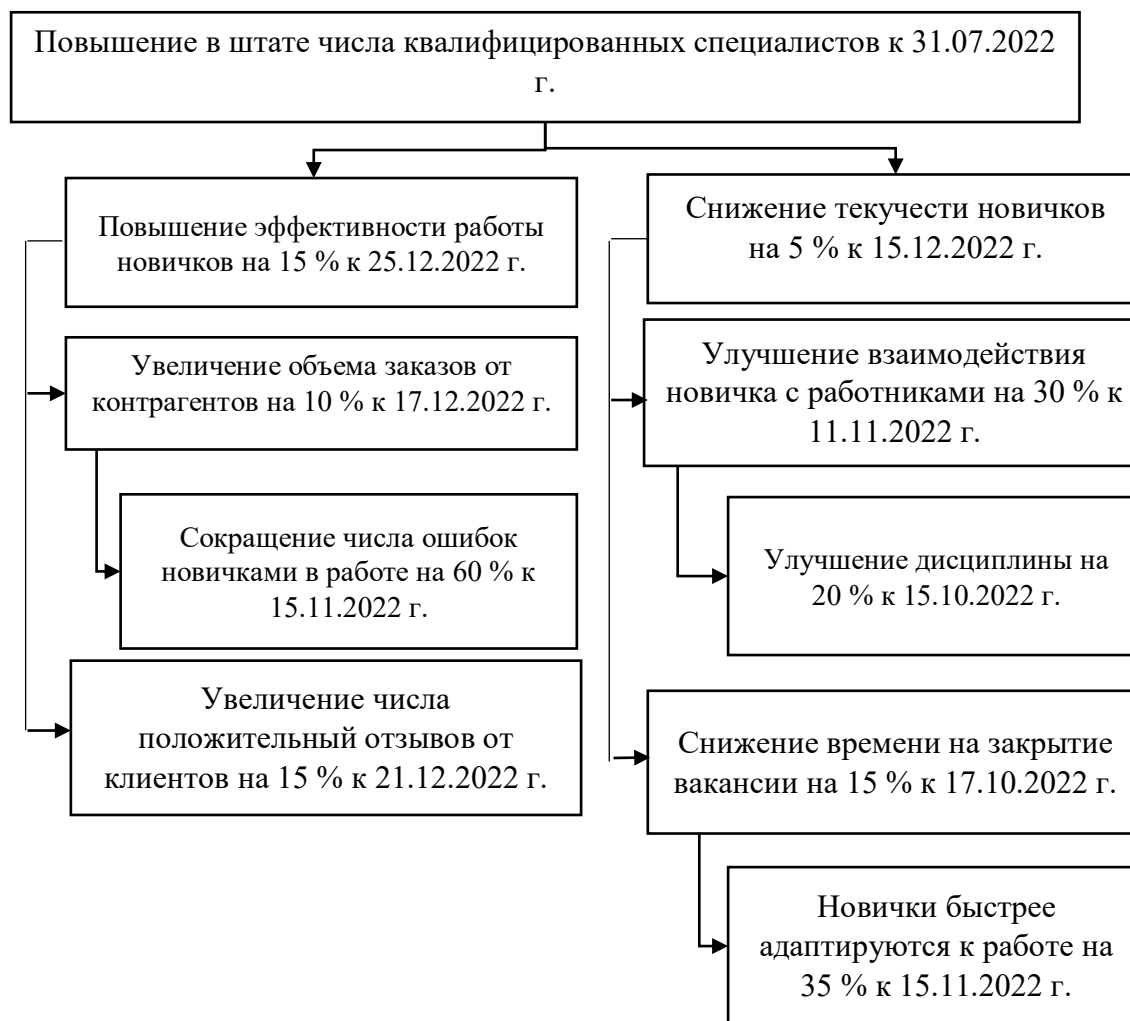 Повышение в штате числа квалифицированных специалистов к 31.07.2022
г.
Повышение эффективности работы
новичков на 15 % к 25.12.2022 г.
Увеличение объема заказов от
контрагентов на 10 % к 17.12.2022 г.
Сокращение числа ошибок
новичками в работе на 60 % к
15.11.2022 г.
Увеличение числа
положительный отзывов от
клиентов на 15 % к 21.12.2022 г.
Снижение текучести новичков
на 5 % к 15.12.2022 г.
Улучшение взаимодействия
новичка с работниками на 30 % к
11.11.2022 г.
Улучшение дисциплины на
20 % к 15.10.2022 г.
Снижение времени на закрытие
вакансии на 15 % к 17.10.2022 г.
Новички быстрее
адаптируются к работе на
35 % к 15.11.2022 г.